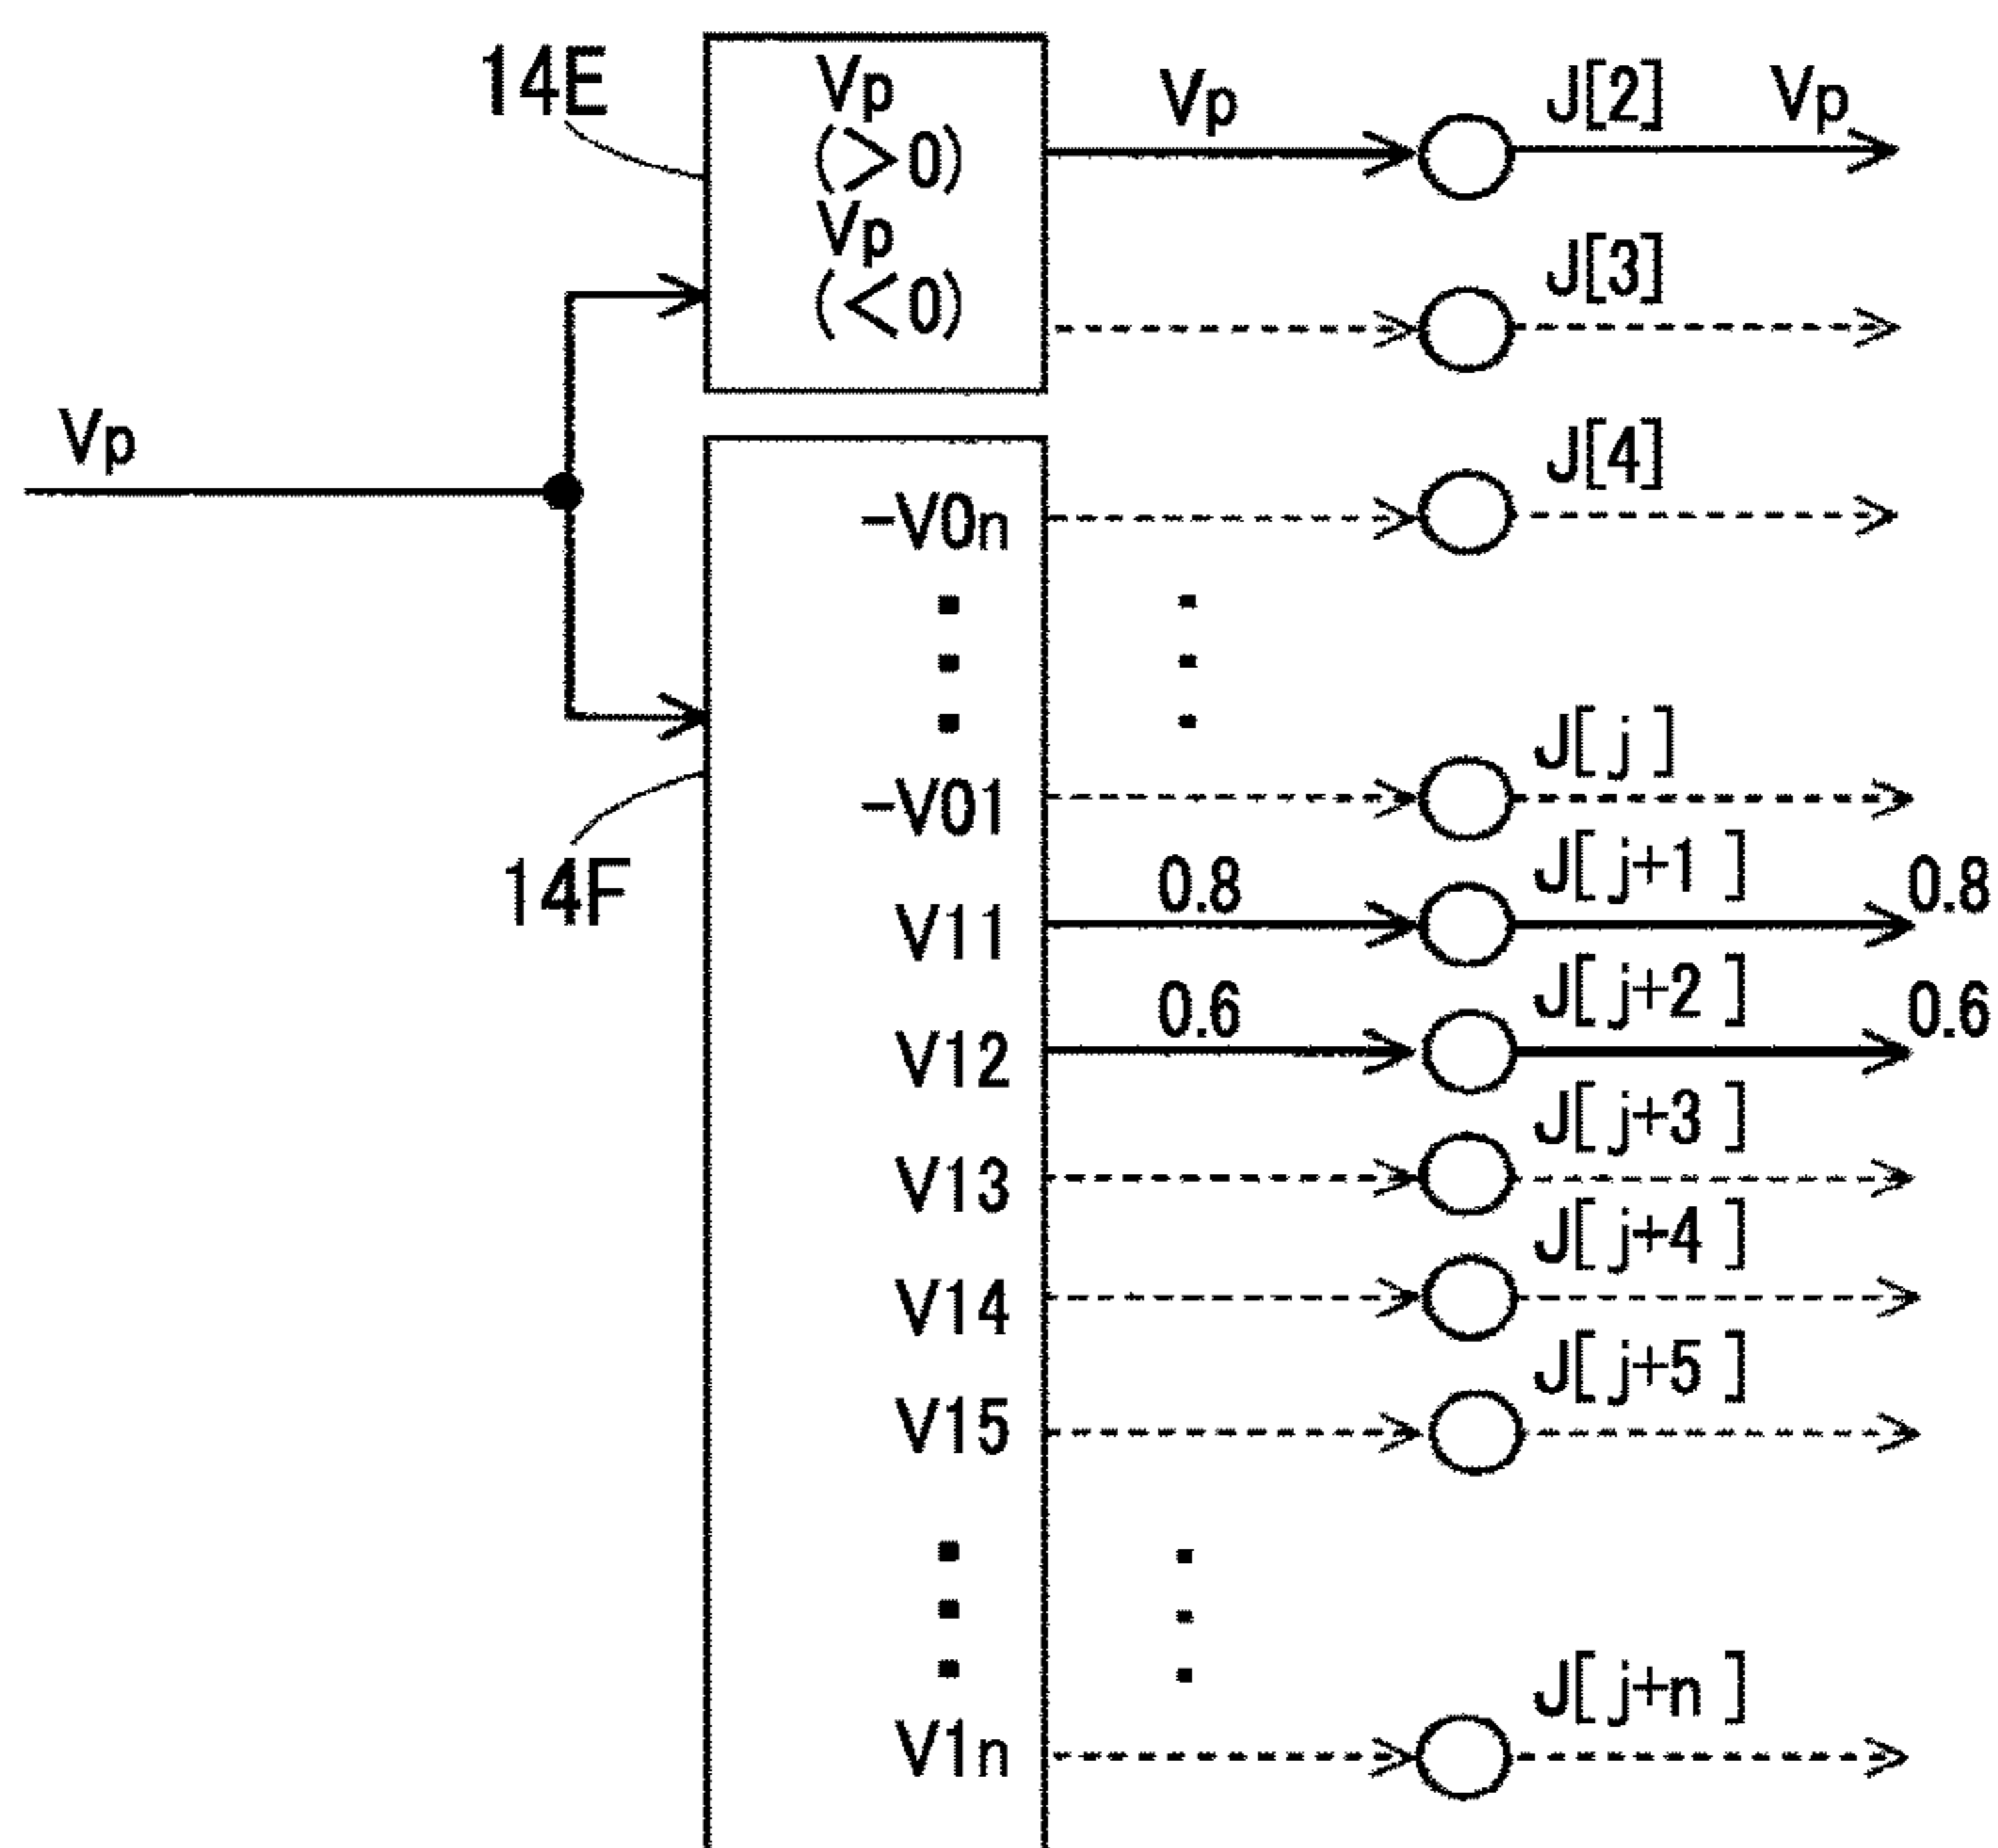 14E
Vp
(>0)
Vp
(<0)
Vp
J[2]
Vp
J[3]
Vp
J[4]
-V0n
J[j]
-V01
14F
J[j+1]
V11
0.8
0.8
J[j+2]
V12
0.6
0.6
J[j+3]
V13
J[j+4]
V14
J[j+5]
V15
J[j+n]
V1n